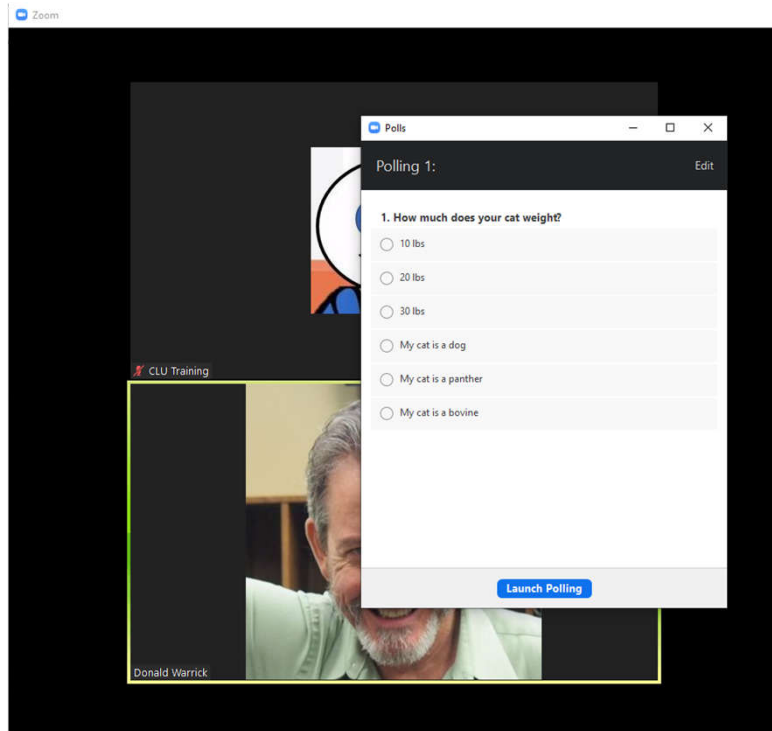 Zoom
Polls
Polling 1:
Edit
1. How much does your cat weight?
10 lbs
20 lbs
30 lbs
My cat is a dog
My cat is a panther
My cat is a bovine
CLU Training
Launch Polling
Donald Warrick